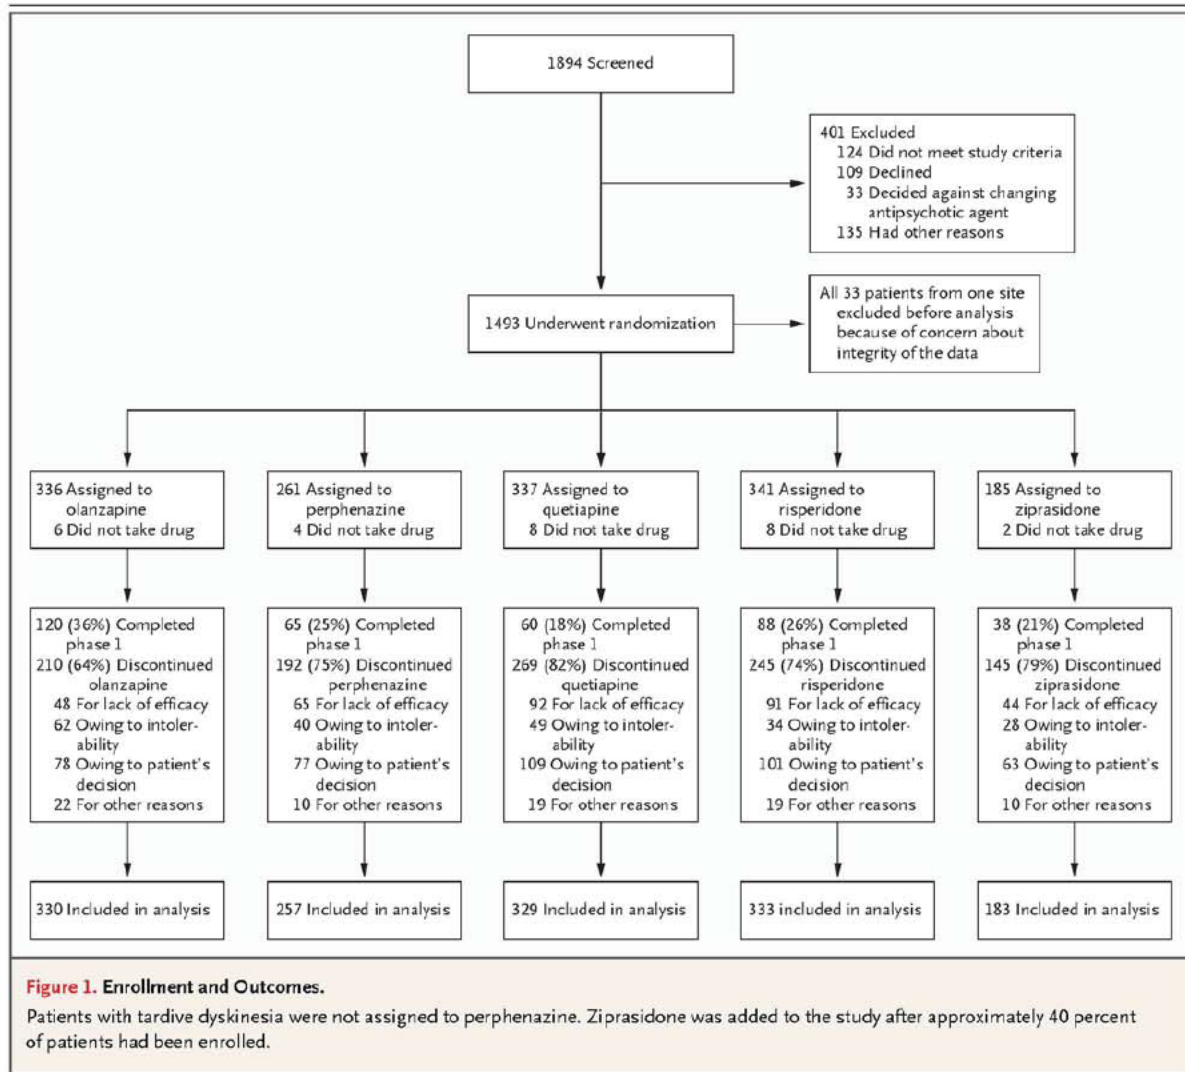 1894 Screened
401 Excluded
124 Did not meet study criteria
109 Declined
33 Decided against changing
antipsychotic agent
135 Had other reasons
1493 Underwent randomization
All 33 patients from one site
excluded before analysis
because of concern about
integrity of the data
336 Assigned to
olanzapine
6 Did not take drug
261 Assigned to
perphenazine
4 Did not take drug
337 Assigned to
quetiapine
8 Did not take drug
341 Assigned to
risperidone
8 Did not take drug
185 Assigned to
ziprasidone
2 Did not take drug
120 (36%) Completed
phase 1
210 (64%) Discontinued
olanzapine
48 For lack of efficacy
62 Owing to intoler-
ability
78 Owing to patient's
decision
22 For other reasons
65 (25%) Completed
phase 1
192 (75%) Discontinued
perphenazine
65 For lack of efficacy
40 Owing to intoler-
ability
77 Owing to patient's
decision
10 For other reasons
60 (18%) Completed
phase 1
269 (82%) Discontinued
quetiapine
92 For lack of efficacy
49 Owing to intoler-
ability
109 Owing to patient's
decision
19 For other reasons
88 (26%) Completed
phase 1
245 (74%) Discontinued
risperidone
91 For lack of efficacy
34 Owing to intoler-
ability
101 Owing to patient's
decision
19 For other reasons
38 (21%) Completed
phase 1
145 (79%) Discontinued
ziprasidone
44 For lack of efficacy
28 Owing to intoler-
ability
63 Owing to patient's
decision
10 For other reasons
330 Included in analysis
257 Included in analysis
329 Included in analysis
333 included in analysis
183 Included in analysis
Figure 1. Enrollment and Outcomes.
Patients with tardive dyskinesia were not assigned to perphenazine. Ziprasidone was added to the study after approximately 40 percent
of patients had been enrolled.